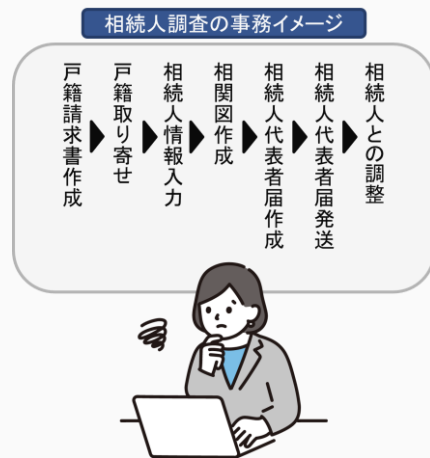 相続人調査の事務イメージ
戸籍請求書作成
戸籍取り寄せ
相続人情報入力
相関図作成
相続人代表者届作成
相続人代表者届発送
相続人との調整